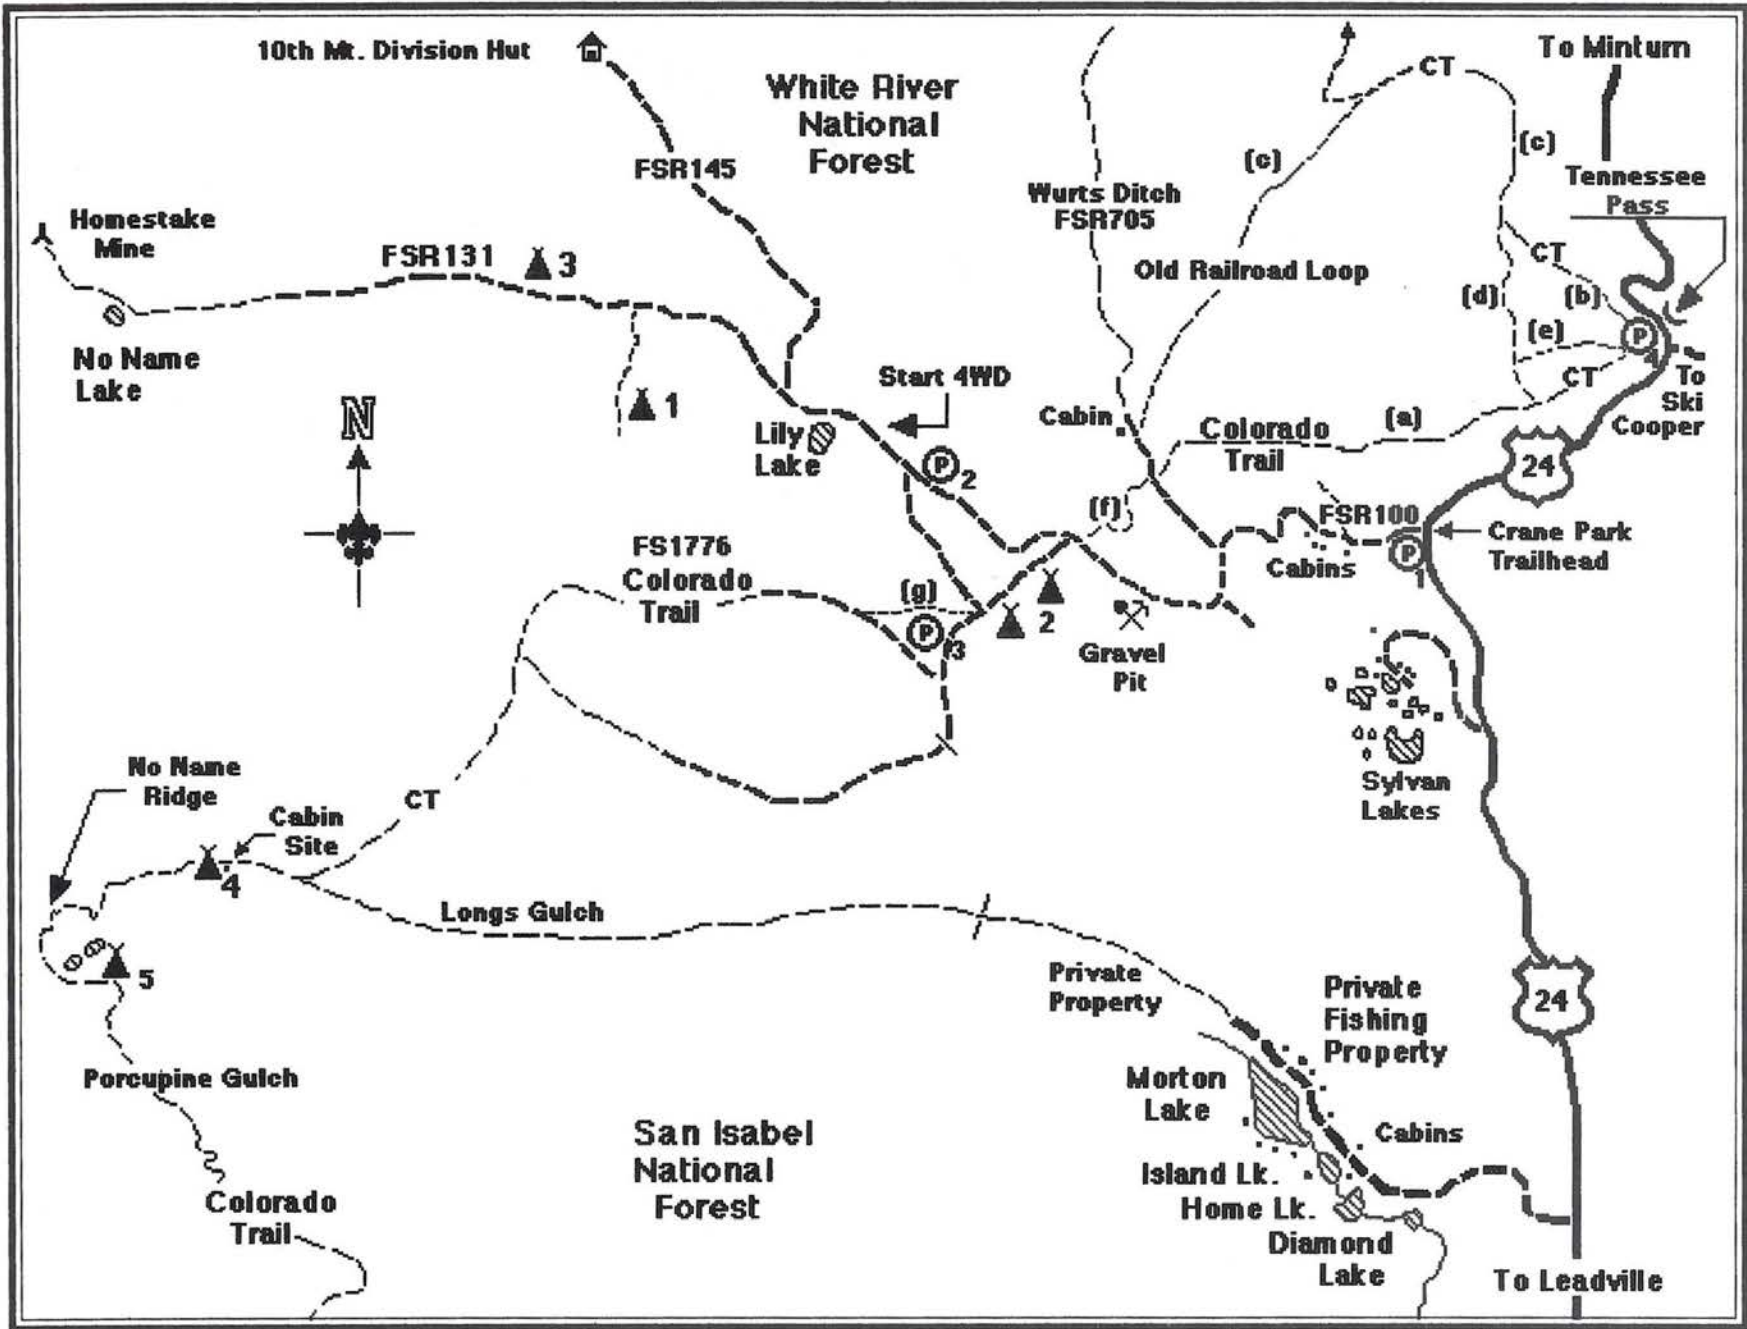 10th Mt. Division Hut
White River
National
Forest
CT
To Minturn
FSR145
(c)
(c)
Tennessee
Pass
Wurts Ditch
FSR705
Homestake
Mine
FSR131
3
CT
Old Railroad Loop
(d)
(b)
(e)
P
4
No Name
Lake
1
Start 4WD
CT
To
Ski
Cooper
N
Cabin
(a)
Lily
Lake
Colorado
Trail
24
P
2
(f)
FSR100
Crane Park
Trailhead
P
1
Cabins
FS1776
Colorado
Trail
(g)
P
3
2
Gravel
Pit
Sylvan
Lakes
No Name
Ridge
CT
Cabin
Site
4
Longs Gulch
5
Private
Property
Private
Fishing
Property
24
Porcupine Gulch
Morton
Lake
San Isabel
National
Forest
Cabins
Island Lk.
Home Lk.
Colorado
Trail
Diamond
Lake
To Leadville